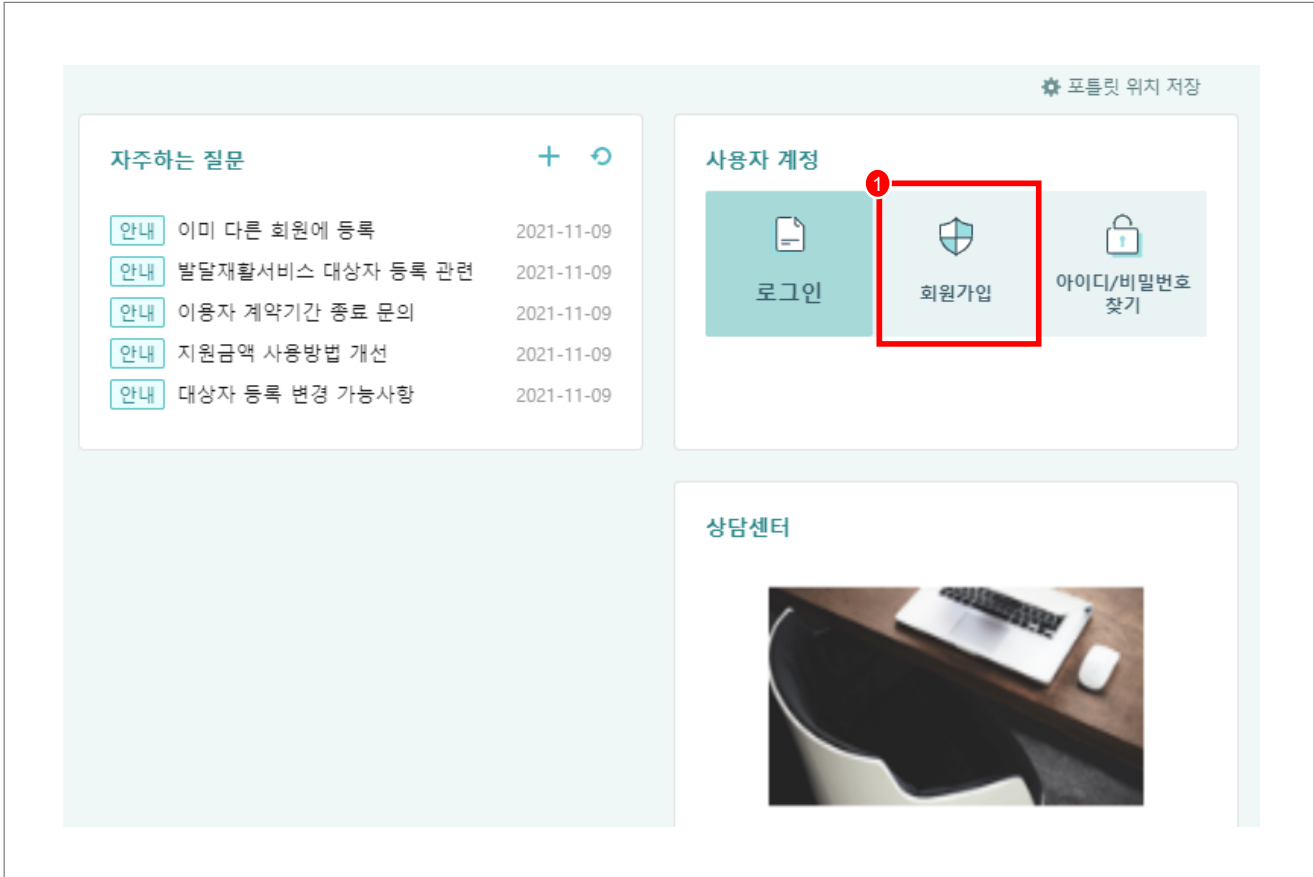 포틀릿 위치 저장
자주하는 질문
안내 이미 다른 회원에 등록 2021-11-09
안내 발달재활서비스 대상자 등록 관련 2021-11-09
안내 이용자 계약기간 종료 문의 2021-11-09
안내 지원금액 사용방법 개선 2021-11-09
안내 대상자 등록 변경 가능사항 2021-11-09
사용자 계정
1
로그인
회원가입
아이디/비밀번호
찾기
상담센터